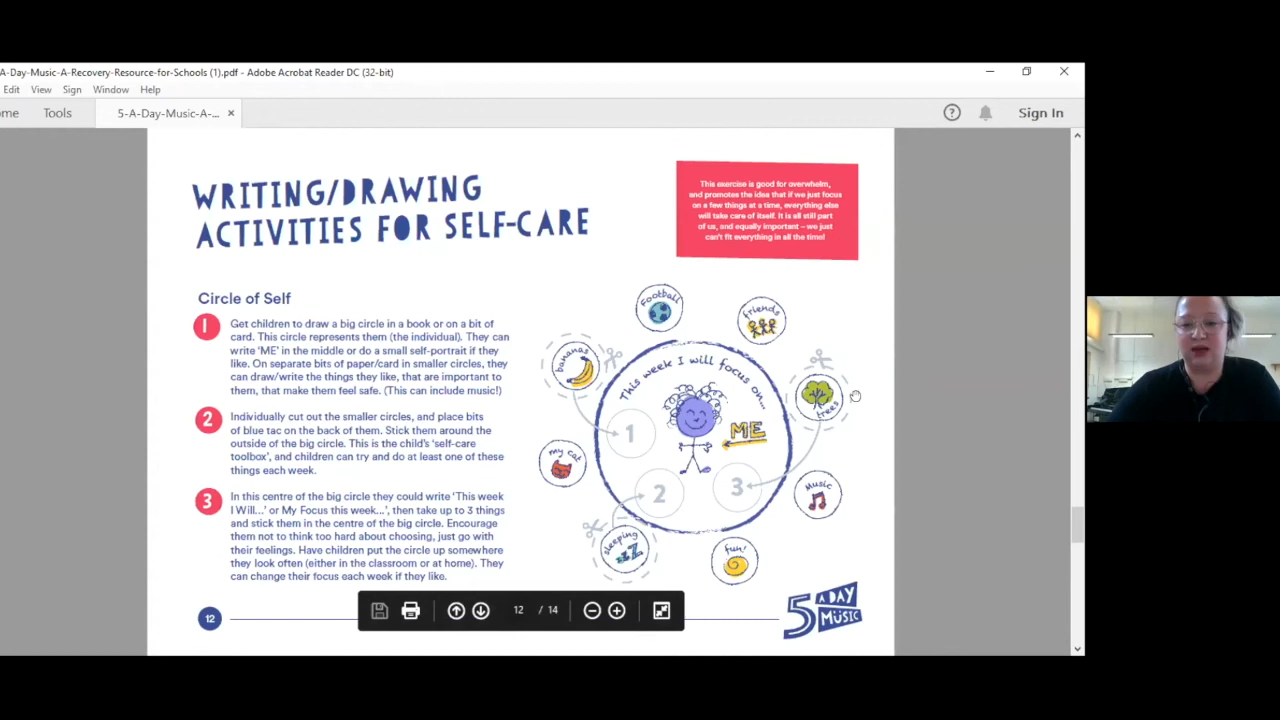 A-Day-Music-A-Recovery-Resource-for-Schools (1).pdf - Adobe Acrobat Reader DC (32-bit)
Edit View Sign Window Help
ome Tools 5-A-Day-Music-A-... × Sign In
WRITING/DRAWING
ACTIVITIES FOR SELF-CARE
This exercise is good for overwhelm,
and promotes the idea that if we just focus
on a few things at a time, everything else
will take care of itself. It is all still part
of us, and equally important – we just
can't fit everything in all the time!
Circle of Self
1
Get children to draw a big circle in a book or on a bit of
card. This circle represents them (the individual). They can
write 'ME' in the middle or do a small self-portrait if they
like. On separate bits of paper/card in smaller circles, they
can draw/write the things they like, that are important to
them, that make them feel safe. (This can include music!)
2
Individually cut out the smaller circles, and place bits
of blue tac on the back of them. Stick them around the
outside of the big circle. This is the child's 'self-care
toolbox', and children can try and do at least one of these
things each week.
3
In this centre of the big circle they could write 'This week
I Will...' or My Focus this week...', then take up to 3 things
and stick them in the centre of the big circle. Encourage
them not to think too hard about choosing, just go with
their feelings. Have children put the circle up somewhere
they look often (either in the classroom or at home). They
can change their focus each week if they like.
Football
friends
bananas
trees
This week I will focus on...
ME
1
2
3
my cat
Music
sleeping
ZZ
fun!
12
12 / 14
5 A DAY
MUSIC